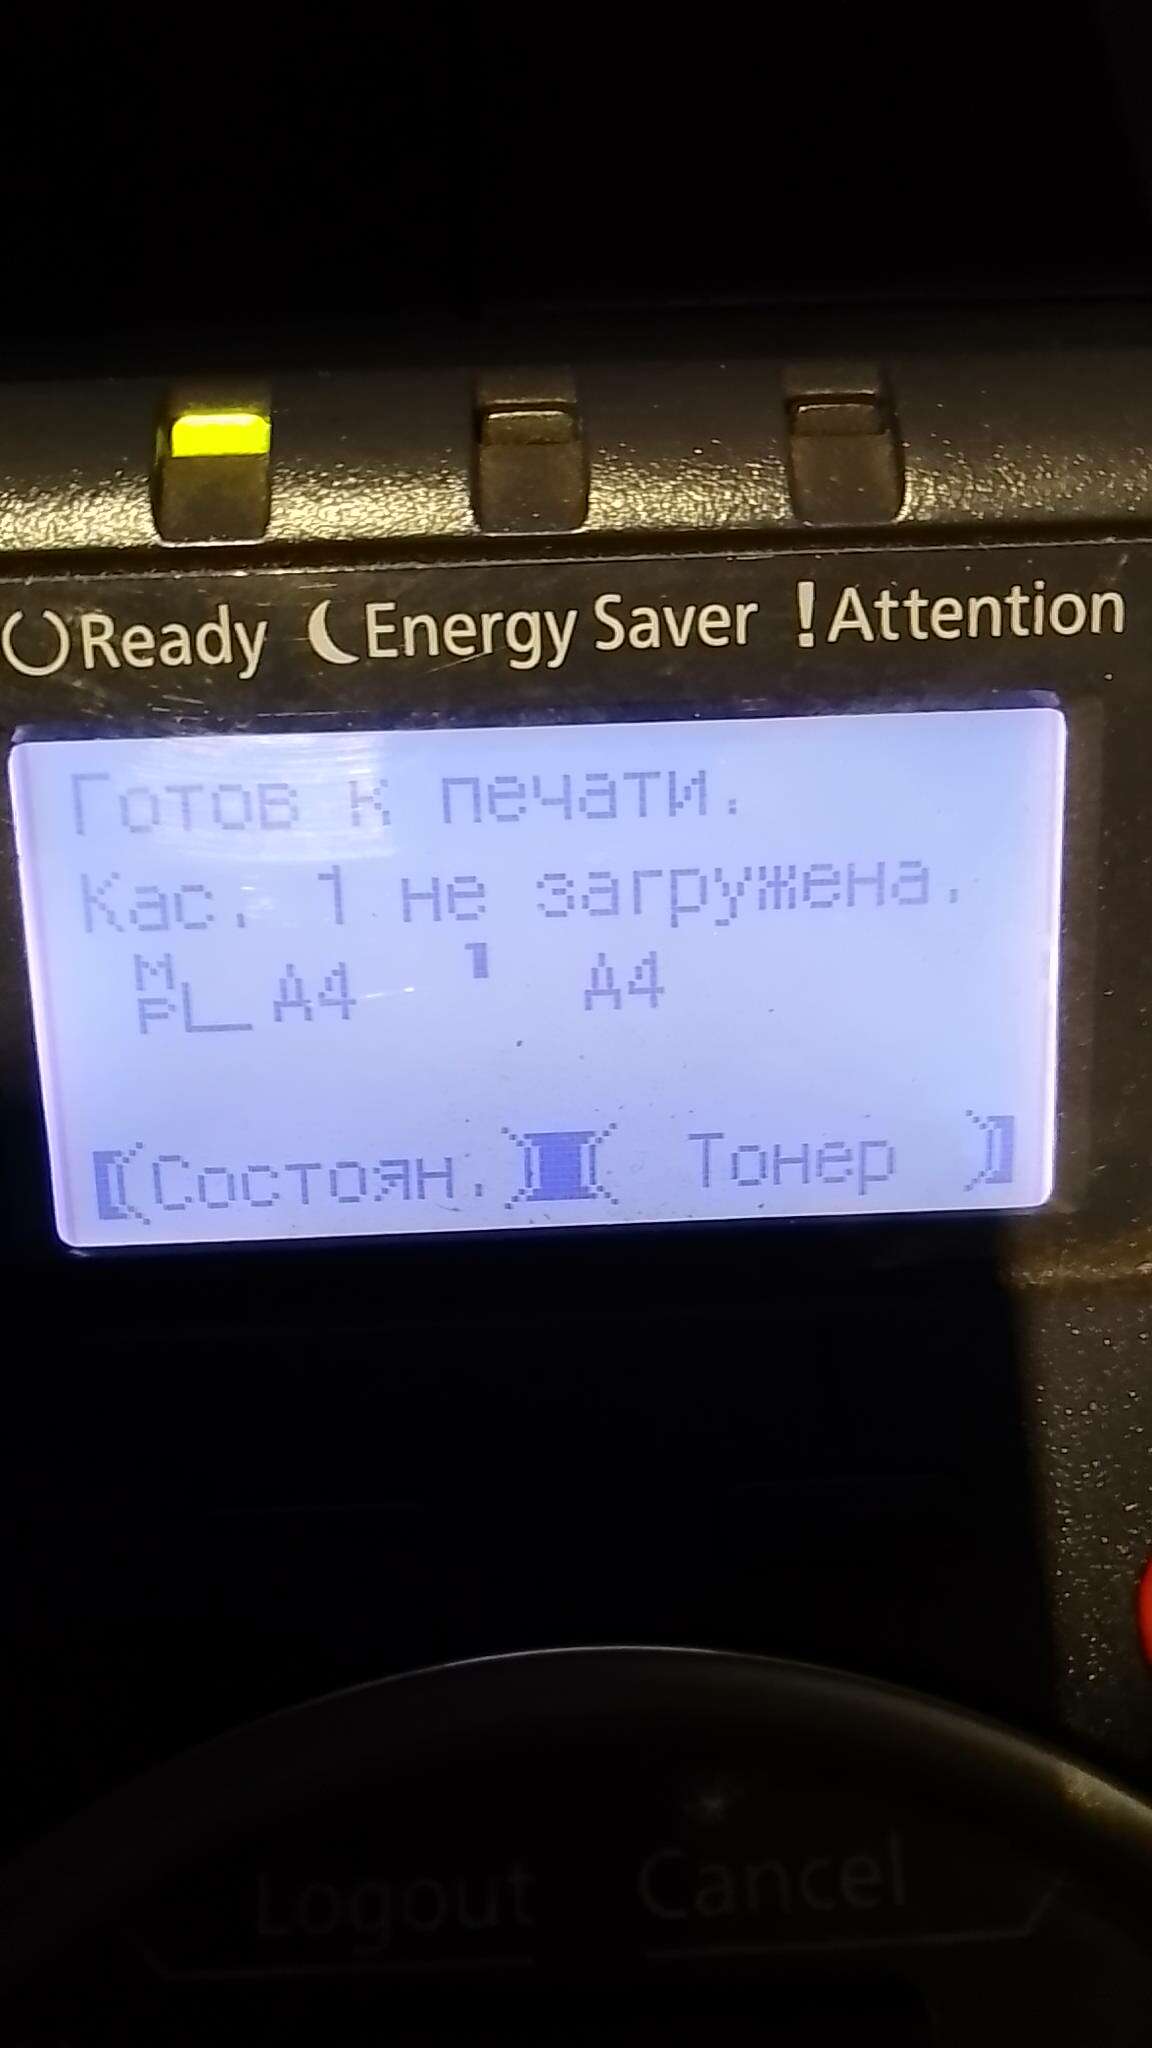 Ready Energy Saver !Attention
Готов к печати.
Кас. 1 не загружена.
MP A4 1 A4
[Состоян.] [Тонер]
Logout Cancel